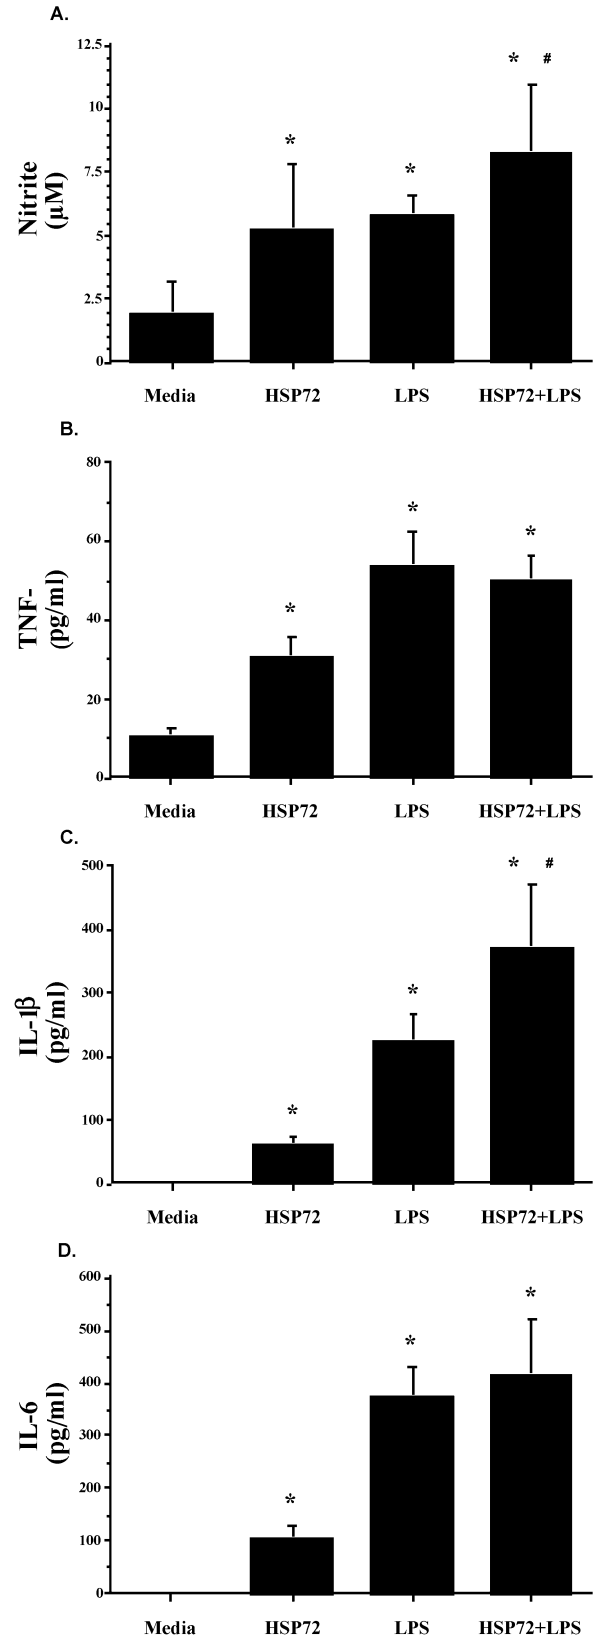 A.
Nitrite
(µM)
12.5
10
7.5
5
2.5
0
*
*
* #
Media HSP72 LPS HSP72+LPS
B.
TNF-
(pg/ml)
80
60
40
20
0
*
*
*
Media HSP72 LPS HSP72+LPS
C.
IL-1β
(pg/ml)
500
400
300
200
100
0
*
*
* #
Media HSP72 LPS HSP72+LPS
D.
IL-6
(pg/ml)
600
500
400
300
200
100
0
*
*
*
Media HSP72 LPS HSP72+LPS